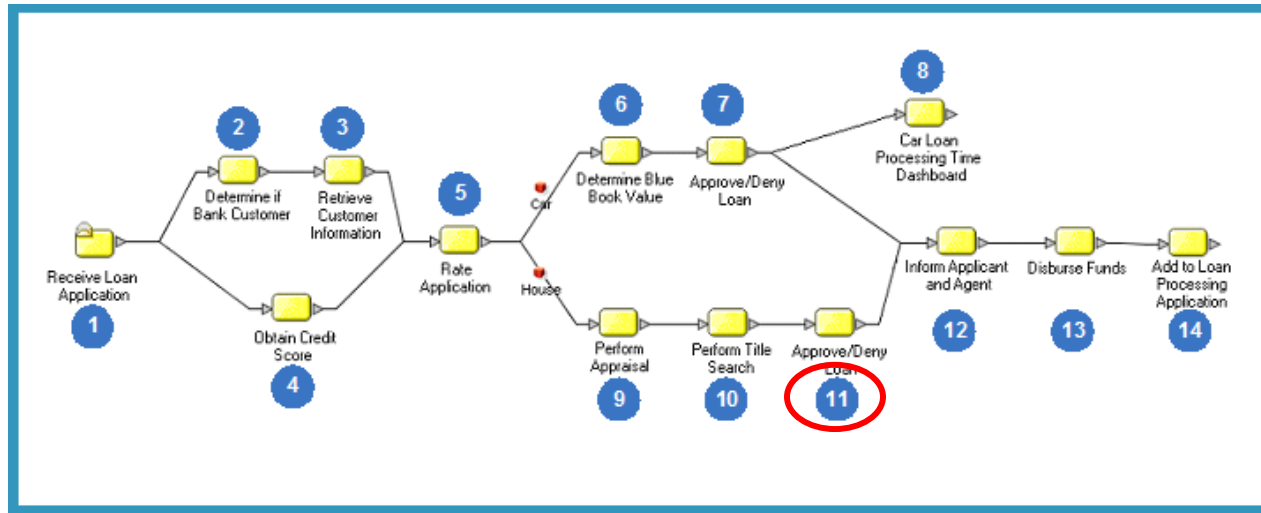 8
6
7
Car Loan
Processing Time
Dashboard
2
3
Determine if
Bank Customer
Retrieve
Customer
Information
5
Car
Determine Blue
Book Value
Approve/Deny
Loan
Receive Loan
Application
1
Rate
Application
House
Inform Applicant
and Agent
12
Disburse Funds
13
Add to Loan
Processing
Application
14
Obtain Credit
Score
4
Perform
Appraisal
9
Perform Title
Search
10
Approve/Deny
Loan
11